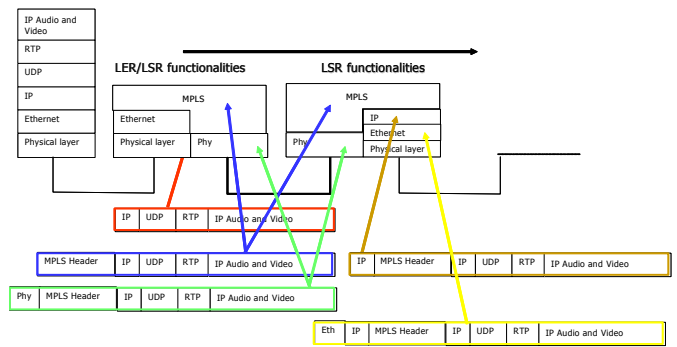 IP Audio and
Video
RTP
UDP
IP
Ethernet
Physical layer
LER/LSR functionalities
MPLS
Ethernet
Physical layer
Phy
LSR functionalities
MPLS
Phy
IP
Ethernet
Physical layer
IP UDP RTP IP Audio and Video
MPLS Header IP UDP RTP IP Audio and Video
IP MPLS Header IP UDP RTP IP Audio and Video
Phy MPLS Header IP UDP RTP IP Audio and Video
Eth IP MPLS Header IP UDP RTP IP Audio and Video